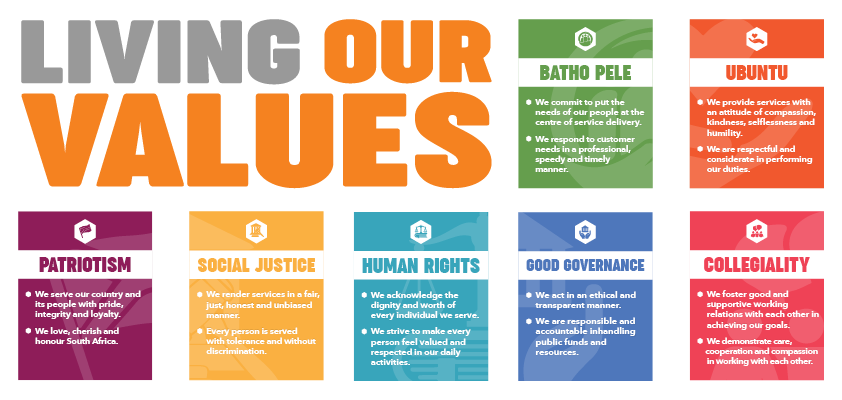 LIVING OUR
VALUES
BATHO PELE
We commit to put the
needs of our people at the
centre of service delivery.
We respond to customer
needs in a professional,
speedy and timely
manner.
UBUNTU
We provide services with
an attitude of compassion,
kindness, selflessness and
humility.
We are respectful and
considerate in performing
our duties.
PATRIOTISM
We serve our country and
its people with pride,
integrity and loyalty.
We love, cherish and
honour South Africa.
SOCIAL JUSTICE
We render services in a fair,
just, honest and unbiased
manner.
Every person is served
with tolerance and without
discrimination.
HUMAN RIGHTS
We acknowledge the
dignity and worth of
every individual we serve.
We strive to make every
person feel valued and
respected in our daily
activities.
GOOD GOVERNANCE
We act in an ethical and
transparent manner.
We are responsible and
accountable inhandling
public funds and
resources.
COLLEGIALITY
We foster good and
supportive working
relations with each other in
achieving our goals.
We demonstrate care,
cooperation and compassion
in working with each other.